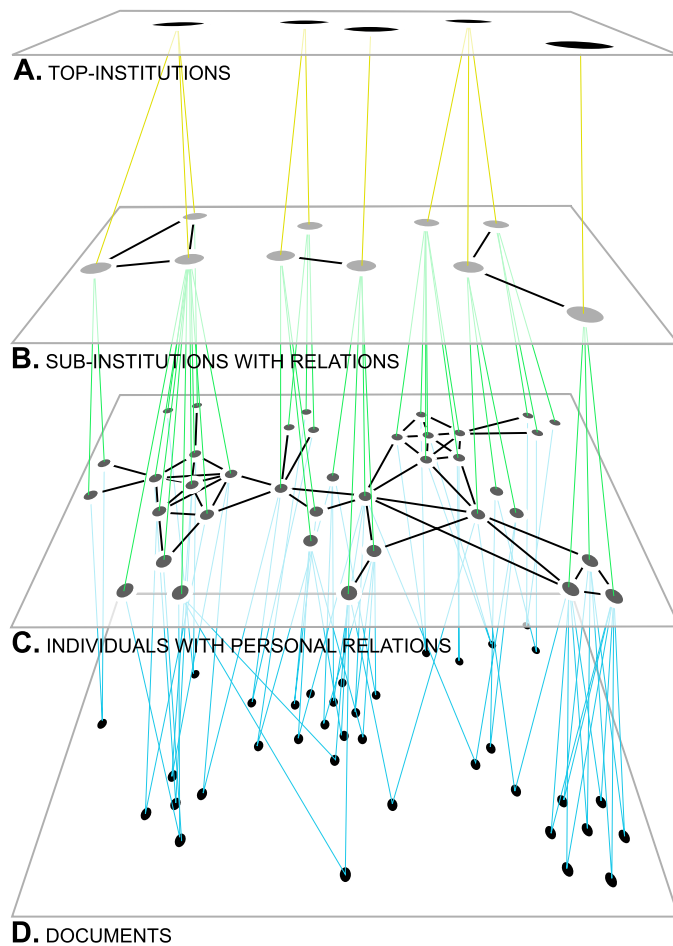 A. TOP-INSTITUTIONS
B. SUB-INSTITUTIONS WITH RELATIONS
C. INDIVIDUALS WITH PERSONAL RELATIONS
D. DOCUMENTS